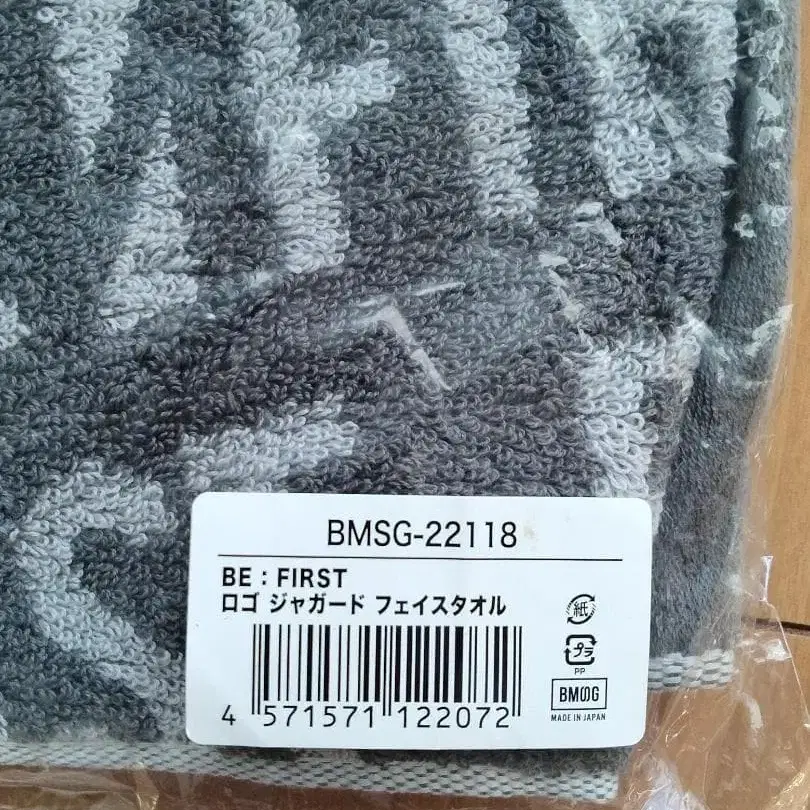 BMSG-22118
BE : FIRST
ロゴ ジャガード フェイスタオル
紙
プラ
PP
4 571571 122072
BMSG
MADE IN JAPAN